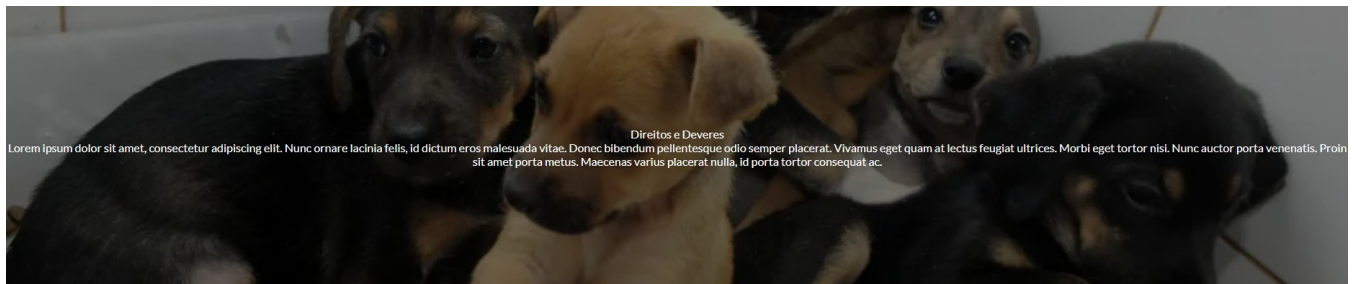 Direitos e Deveres
Lorem ipsum dolor sit amet, consectetur adipiscing elit. Nunc ornare lacinia felis, id dictum eros malesuada vitae. Donec bibendum pellentesque odio semper placerat. Vivamus eget quam at lectus feugiat ultrices. Morbi eget tortor nisi. Nunc auctor porta venenatis. Proin
sit amet porta metus. Maecenas varius placerat nulla, id porta tortor consequat ac.